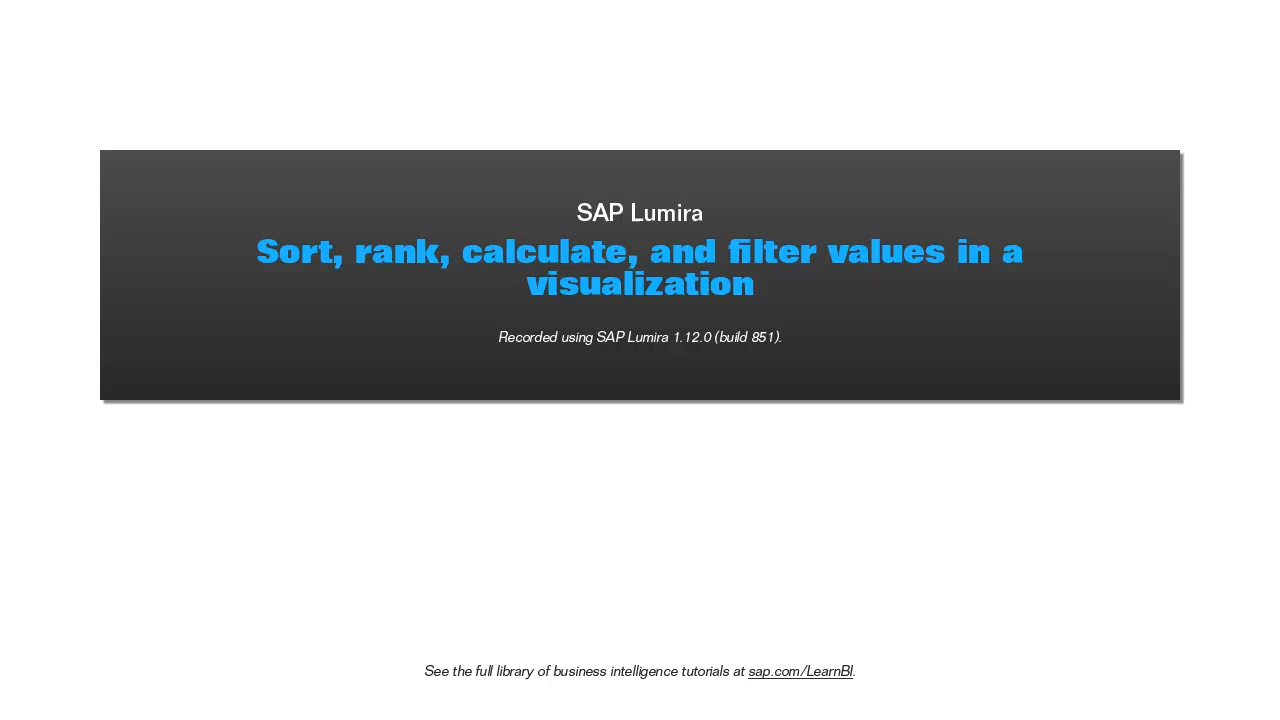 SAP Lumira
Sort, rank, calculate, and filter values in a
visualization
Recorded using SAP Lumira 1.12.0 (build 851).
See the full library of business intelligence tutorials at sap.com/LearnBI.